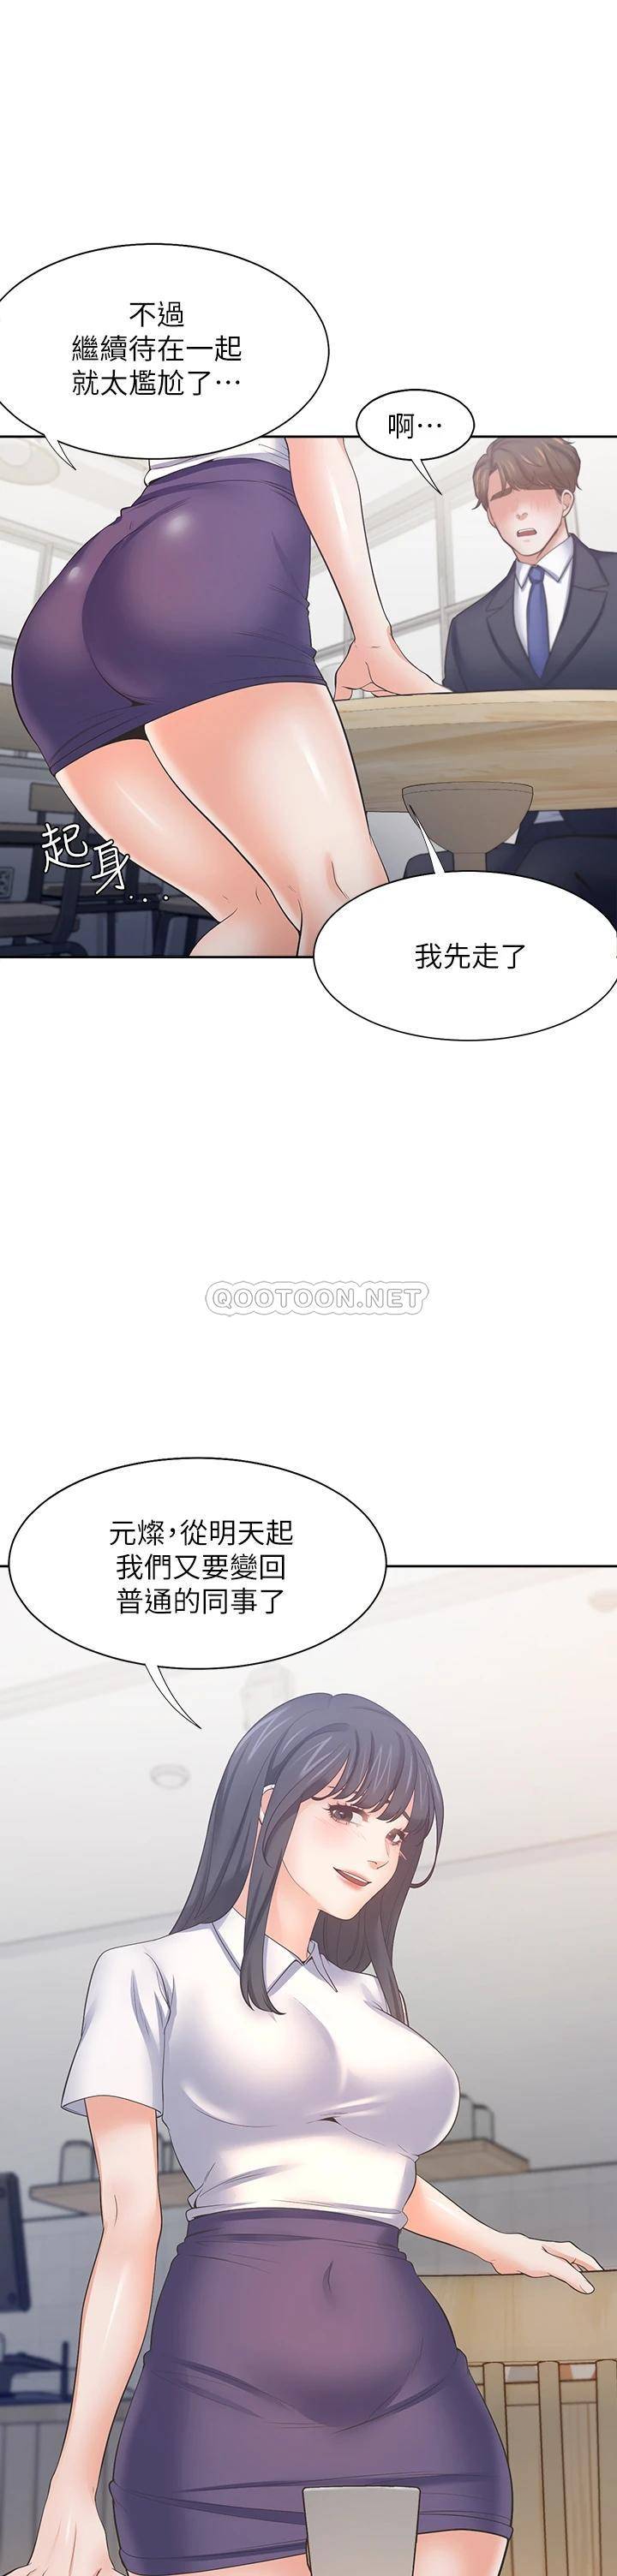 不過
繼續待在一起
就太尷尬了…
啊…
起身...
我先走了
QOOTOON.NET
元燦，從明天起
我們又要變回
普通的同事了